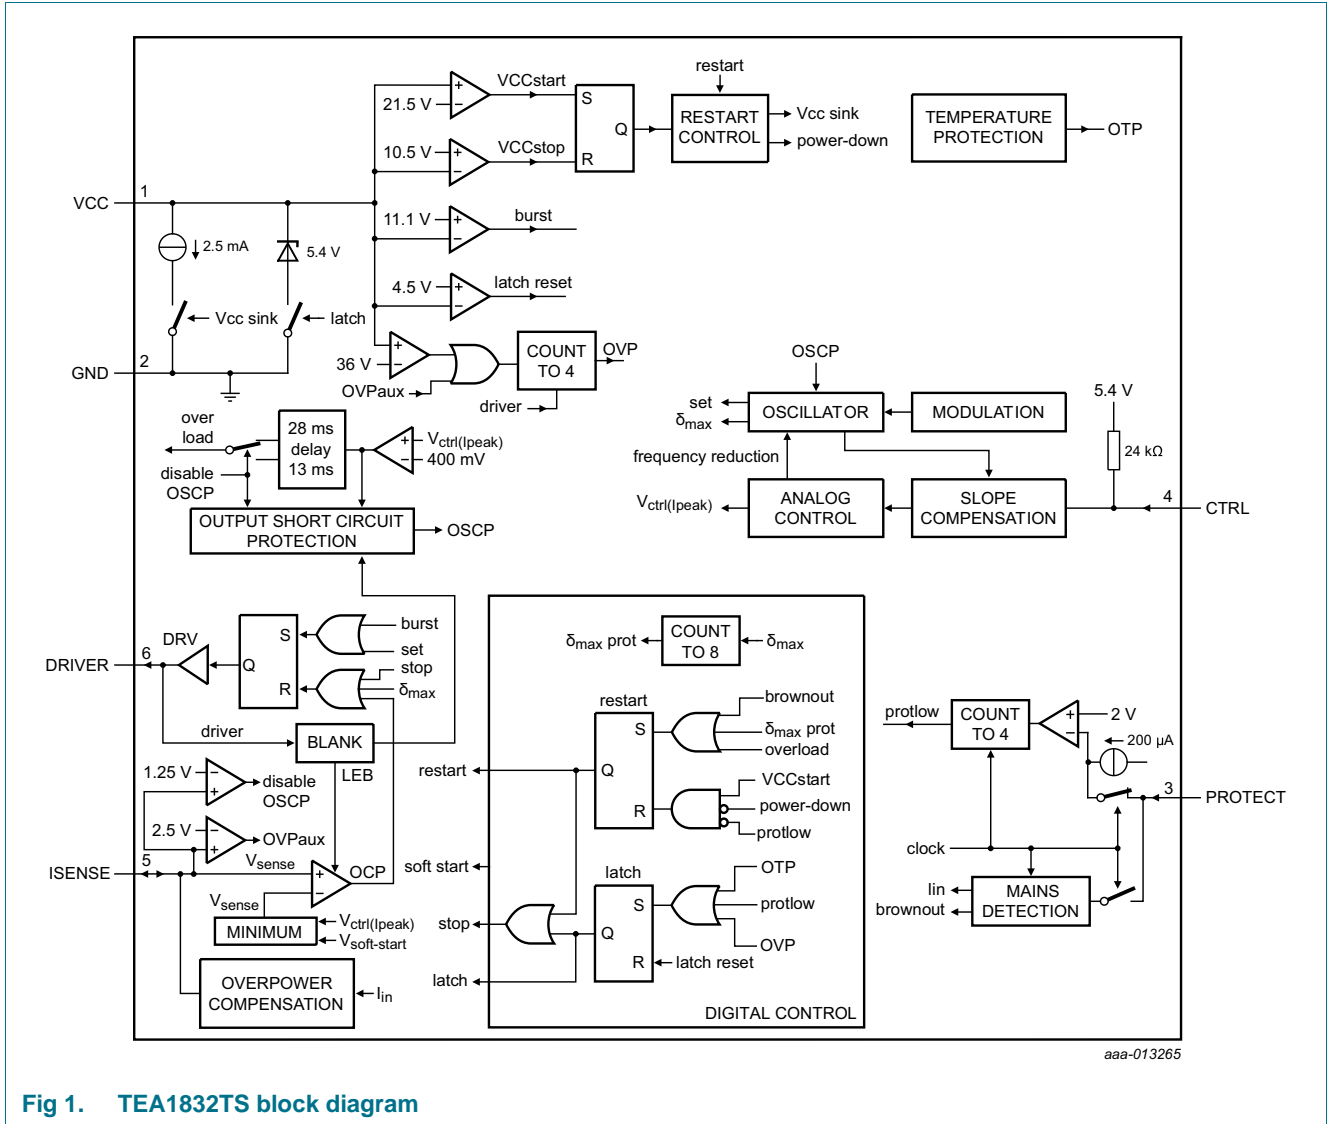 restart
VCCstart
21.5 V
S
Q
R
RESTART
CONTROL
Vcc sink
power-down
TEMPERATURE
PROTECTION
OTP
10.5 V
VCCstop
VCC
1
11.1 V
burst
2.5 mA
5.4 V
4.5 V
latch reset
Vcc sink
latch
36 V
OVPaux
COUNT
TO 4
OVP
driver
GND
2
OSCP
set
δmax
OSCILLATOR
MODULATION
5.4 V
24 kΩ
frequency reduction
Vctrl(Ipeak)
ANALOG
CONTROL
SLOPE
COMPENSATION
4
CTRL
over
load
28 ms
delay
13 ms
Vctrl(Ipeak)
400 mV
disable
OSCP
OUTPUT SHORT CIRCUIT
PROTECTION
OSCP
DRV
6
DRIVER
S
Q
R
burst
set
stop
δmax
driver
BLANK
LEB
1.25 V
disable
OSCP
2.5 V
OVPaux
5
ISENSE
Vsense
OCP
Vsense
MINIMUM
Vctrl(Ipeak)
Vsoft-start
OVERPOWER
COMPENSATION
Iin
δmax prot
COUNT
TO 8
δmax
restart
S
Q
R
brownout
δmax prot
overload
VCCstart
power-down
protlow
restart
soft start
stop
latch
latch
S
Q
R
OTP
protlow
OVP
latch reset
DIGITAL CONTROL
protlow
COUNT
TO 4
2 V
200 µA
3
PROTECT
clock
Iin
brownout
MAINS
DETECTION
aaa-013265
Fig 1. TEA1832TS block diagram